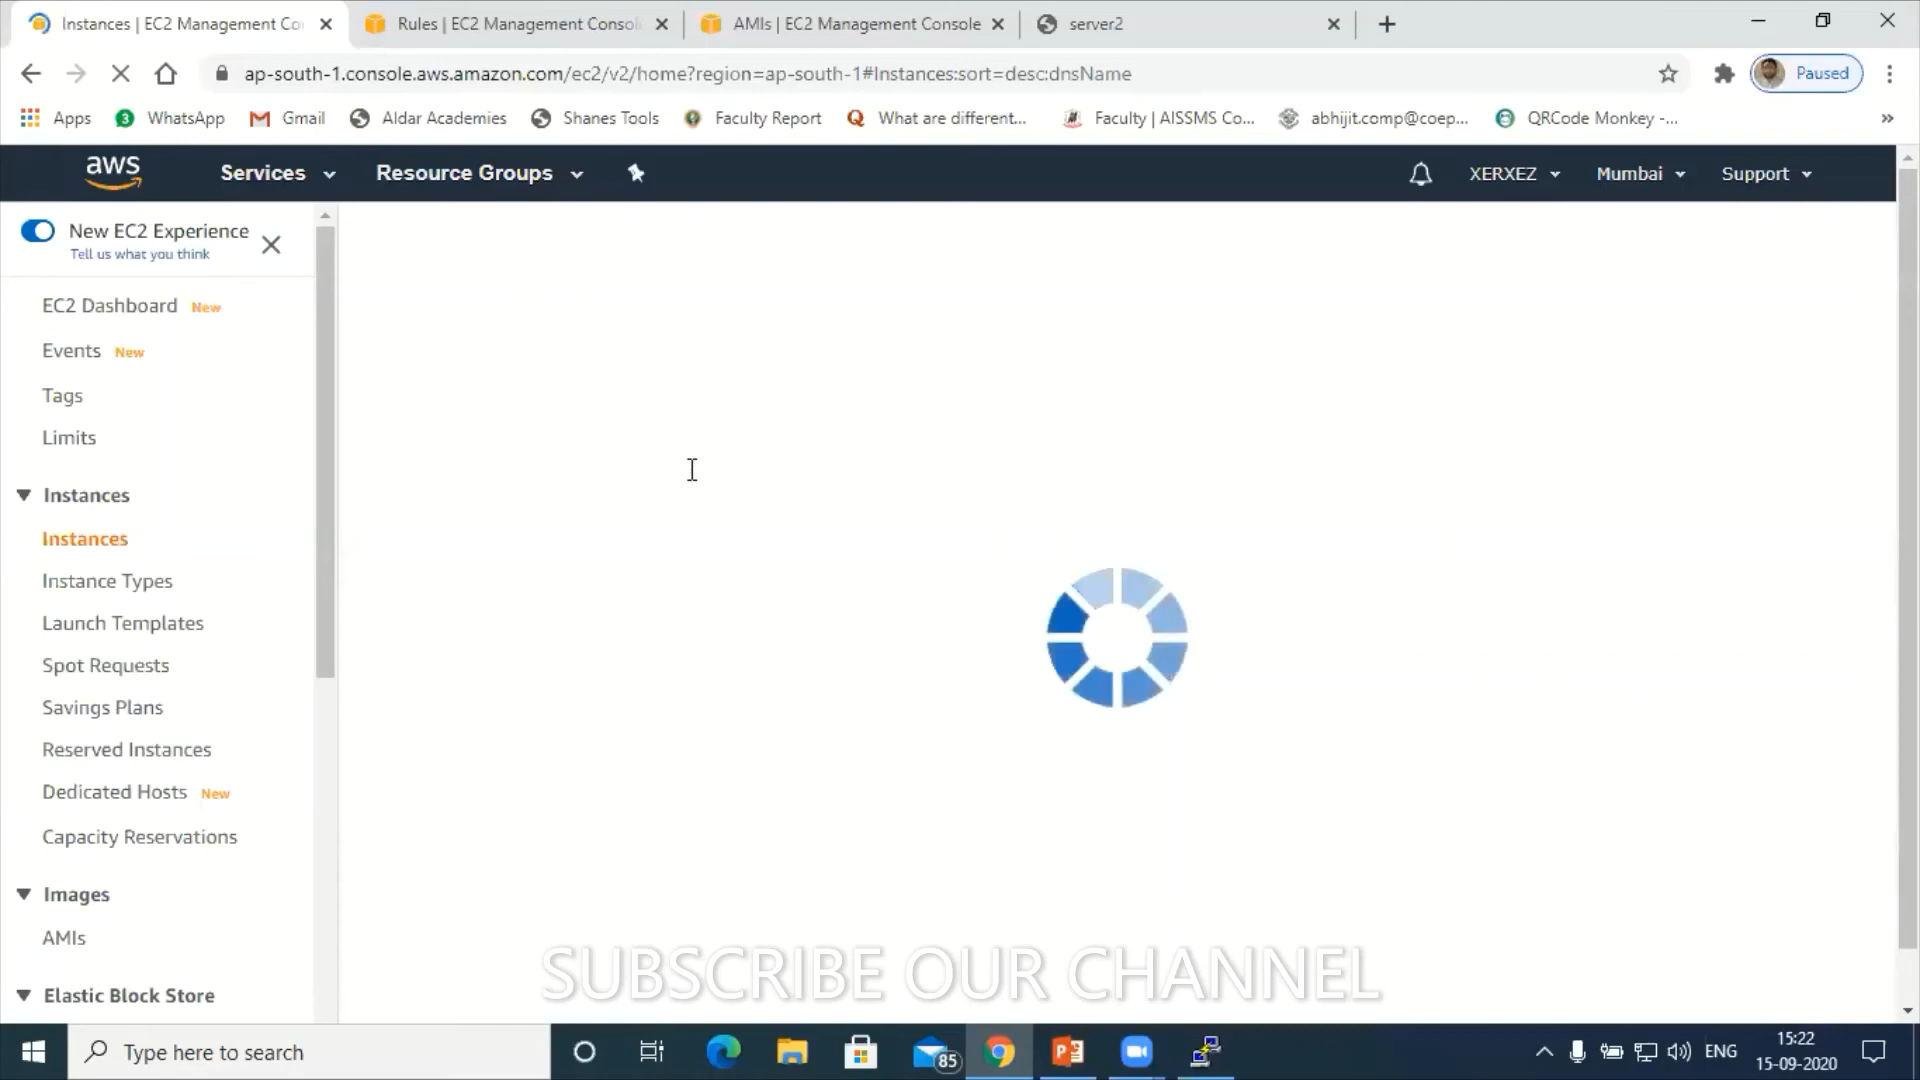 Instances | EC2 Management Co
Rules | EC2 Management Consol
AMIs | EC2 Management Console
server2
ap-south-1.console.aws.amazon.com/ec2/v2/home?region=ap-south-1#Instances:sort=desc:dnsName
Paused
Apps
3
WhatsApp
Gmail
Aldar Academies
Shanes Tools
Faculty Report
What are different...
Faculty | AISSMS Co...
abhijit.comp@coep...
QRCode Monkey -...
»
aws
Services
Resource Groups
XERXEZ
Mumbai
Support
New EC2 Experience
Tell us what you think
EC2 Dashboard New
Events New
Tags
Limits
Instances
Instances
Instance Types
Launch Templates
Spot Requests
Savings Plans
Reserved Instances
Dedicated Hosts New
Capacity Reservations
Images
AMIs
Elastic Block Store
SUBSCRIBE OUR CHANNEL
Type here to search
85
ENG
15:22
15-09-2020